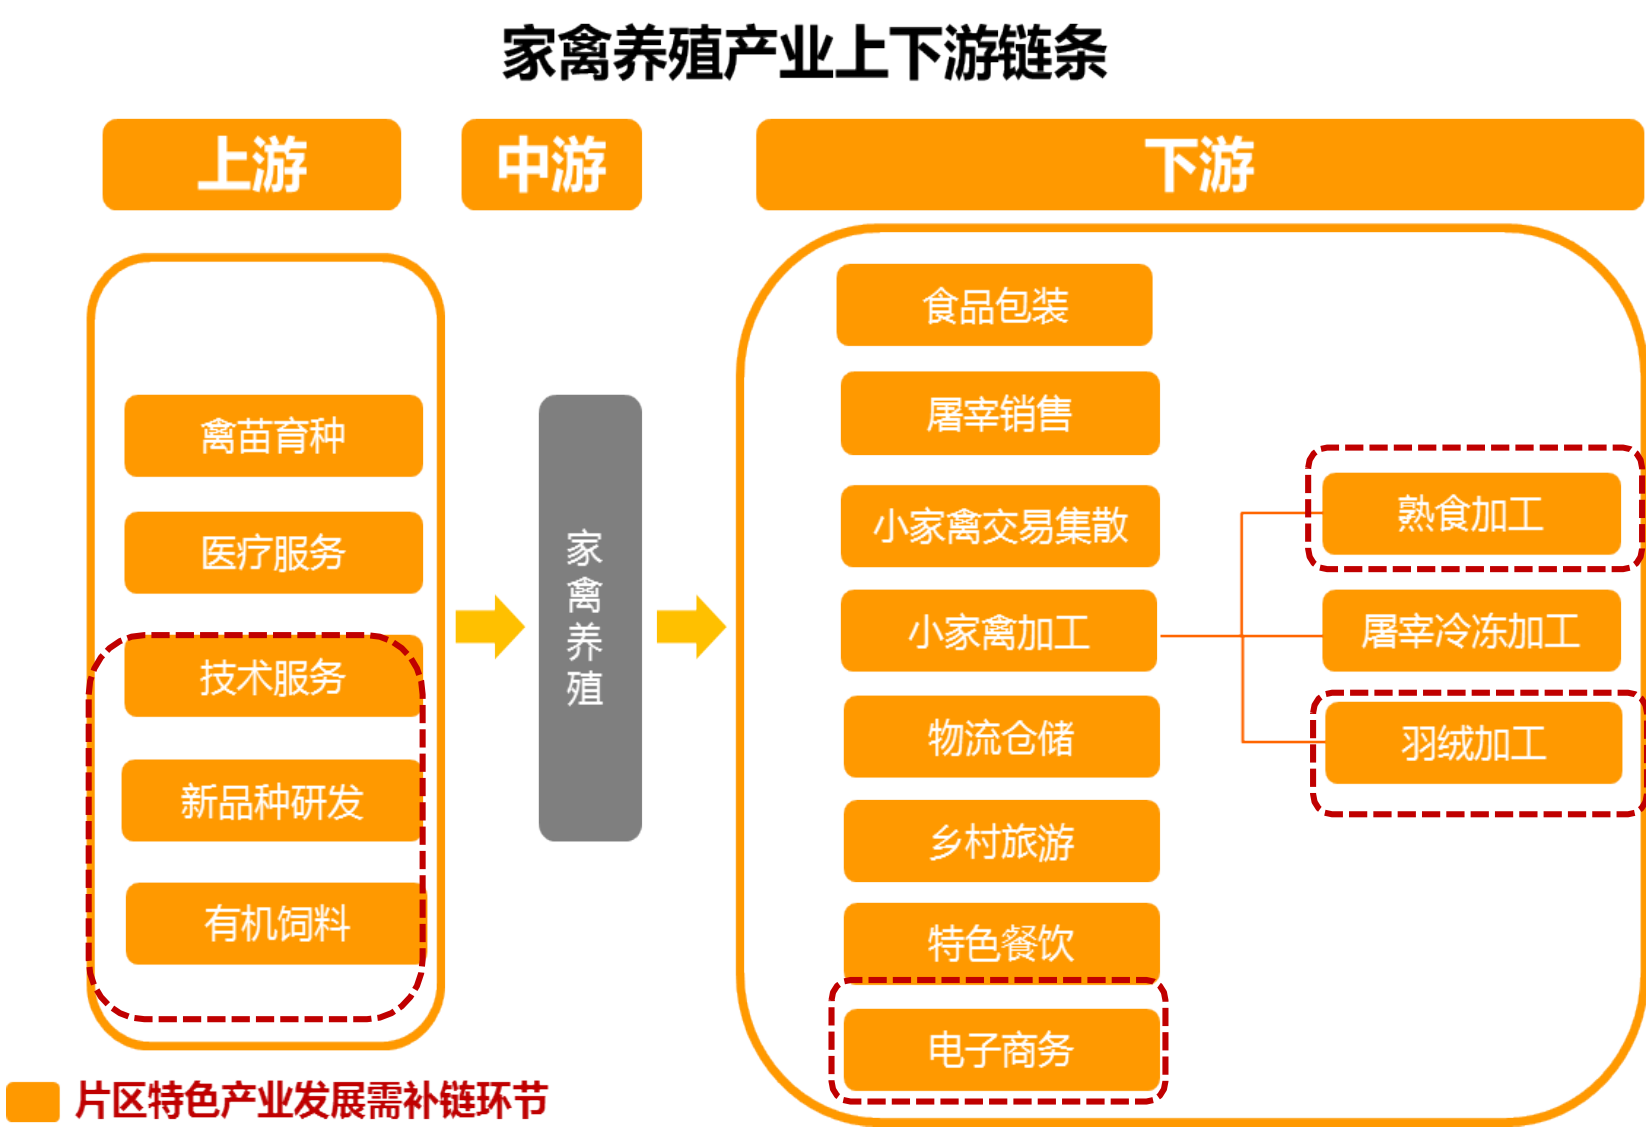 家禽养殖产业上下游链条
上游
中游
下游
禽苗育种
医疗服务
技术服务
新品种研发
有机饲料
家禽养殖
食品包装
屠宰销售
小家禽交易集散
小家禽加工
物流仓储
乡村旅游
特色餐饮
电子商务
熟食加工
屠宰冷冻加工
羽绒加工
片区特色产业发展需补链环节